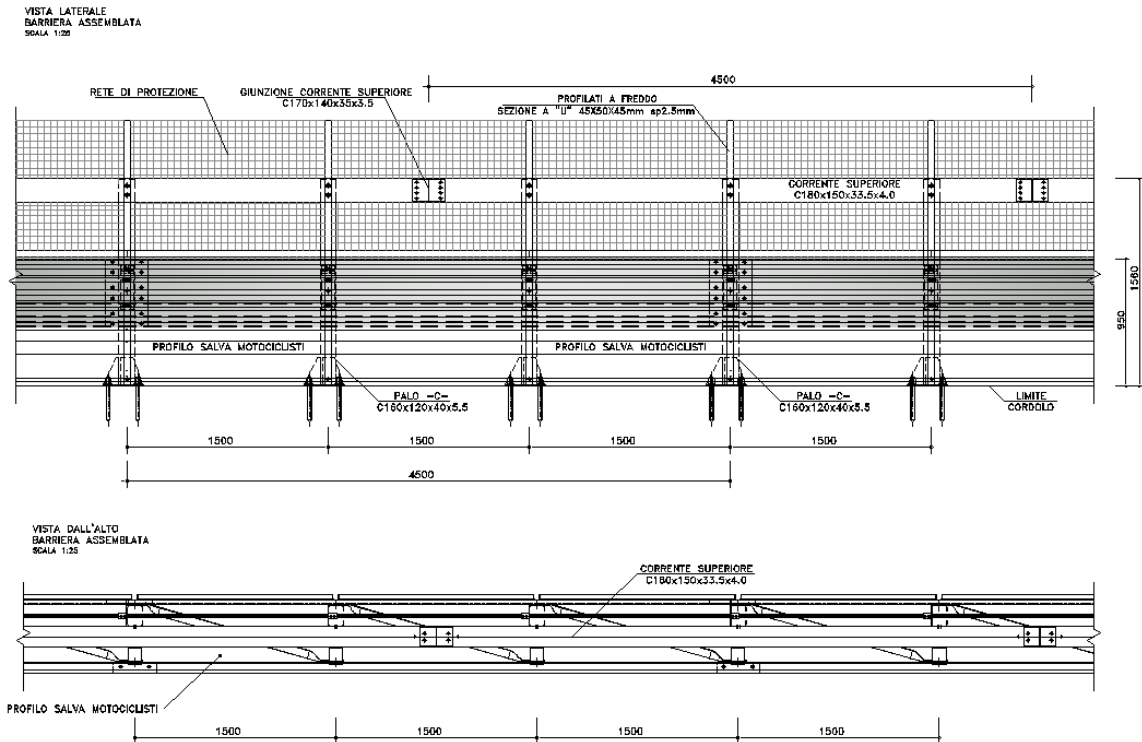 VISTA LATERALE
BARRIERA ASSEMBLATA
SCALA 1:25
4500
RETE DI PROTEZIONE
GIUNZIONE CORRENTE SUPERIORE
C170x140x35x3.5
PROFILATI A FREDDO
SEZIONE A "U" 45X50X45mm sp2.5mm
CORRENTE SUPERIORE
C180x150x33.5x4.0
1560
950
PROFILO SALVA MOTOCICLISTI
PROFILO SALVA MOTOCICLISTI
PALO -C-
C160x120x40x5.5
PALO -C-
C160x120x40x5.5
LIMITE
CORDOLO
1500
1500
1500
1500
4500
VISTA DALL'ALTO
BARRIERA ASSEMBLATA
SCALA 1:25
CORRENTE SUPERIORE
C180x150x33.5x4.0
PROFILO SALVA MOTOCICLISTI
1500
1500
1500
1500